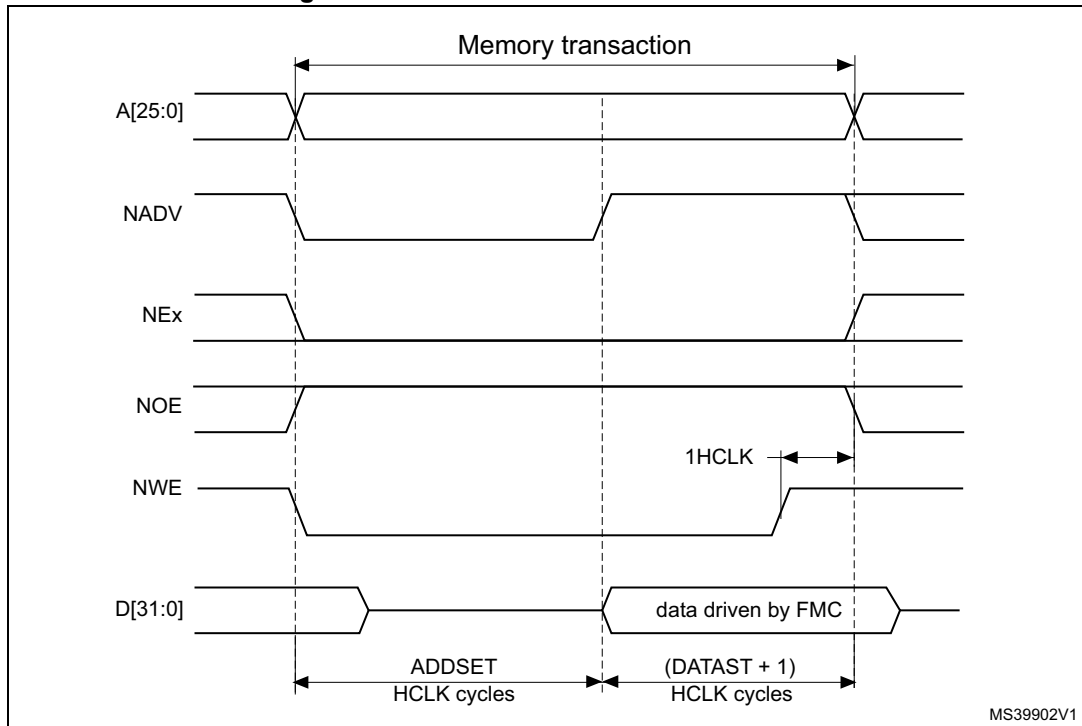 Memory transaction
A[25:0]
NADV
NEx
NOE
1HCLK
NWE
D[31:0]
data driven by FMC
ADDSET
HCLK cycles
(DATAST + 1)
HCLK cycles
MS39902V1